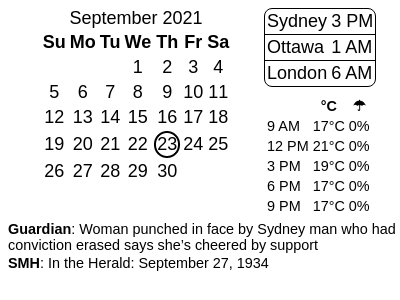 September 2021
Su Mo Tu We Th Fr Sa
1 2 3 4
5 6 7 8 9 10 11
12 13 14 15 16 17 18
19 20 21 22 23 24 25
26 27 28 29 30
Sydney 3 PM
Ottawa 1 AM
London 6 AM
°C ☂
9 AM 17°C 0%
12 PM 21°C 0%
3 PM 19°C 0%
6 PM 17°C 0%
9 PM 17°C 0%
Guardian: Woman punched in face by Sydney man who had
conviction erased says she’s cheered by support
SMH: In the Herald: September 27, 1934